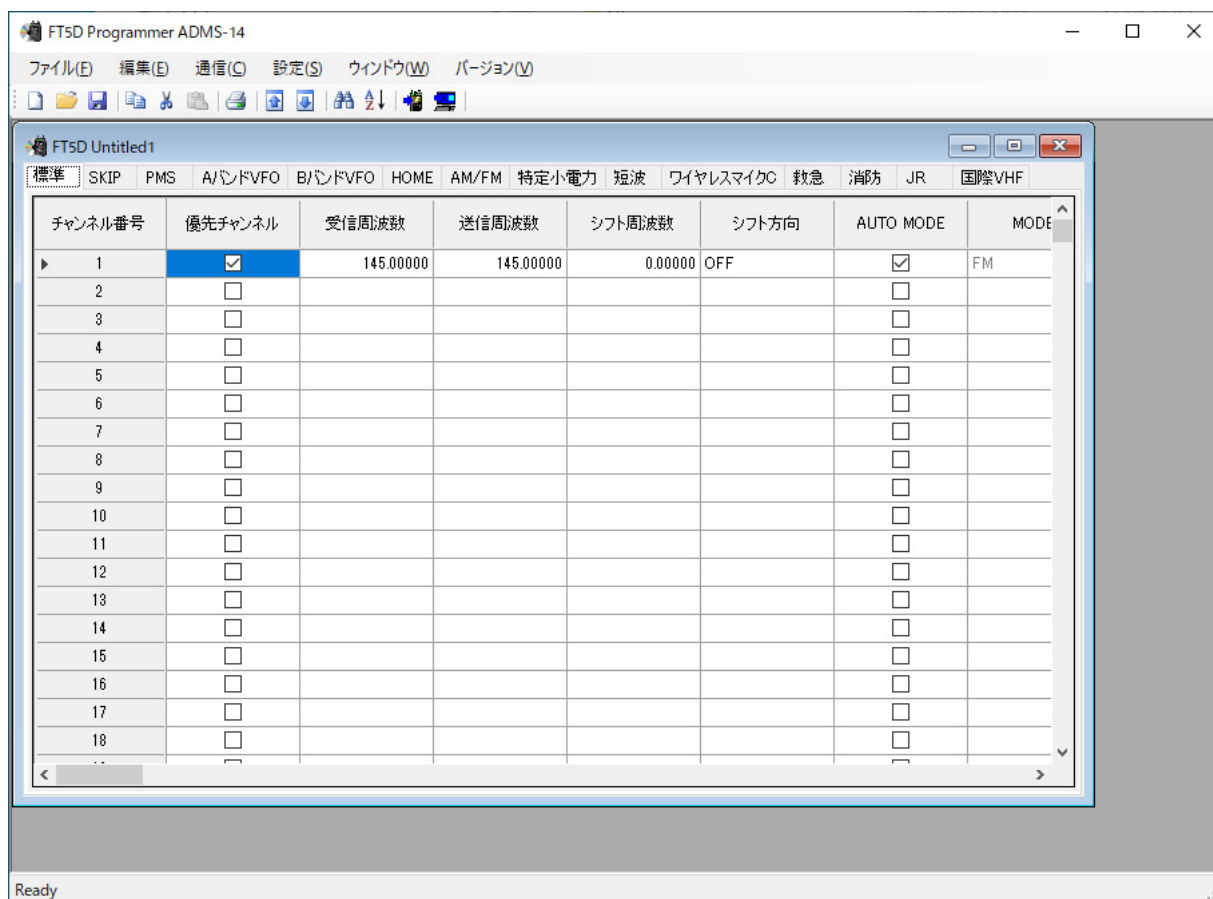 FT5D Programmer ADMS-14
ファイル(F) 編集(E) 通信(C) 設定(S) ウィンドウ(W) バージョン(V)
FT5D Untitled1
標準 SKIP PMS AバンドVFO BバンドVFO HOME AM/FM 特定小電力 短波 ワイヤレスマイクC 救急 消防 JR 国際VHF
チャンネル番号 優先チャンネル 受信周波数 送信周波数 シフト周波数 シフト方向 AUTO MODE MODE
1 145.00000 145.00000 0.00000 OFF FM
2
3
4
5
6
7
8
9
10
11
12
13
14
15
16
17
18
Ready